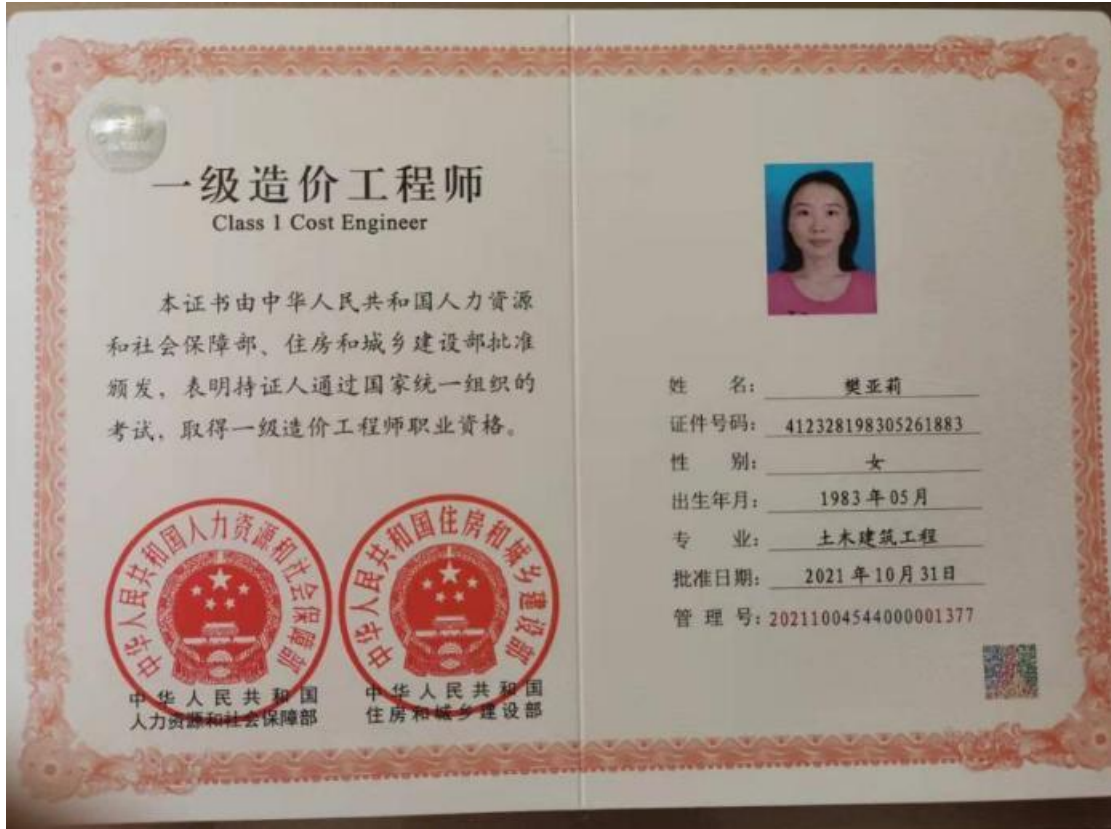 一级造价工程师
Class 1 Cost Engineer
本证书由中华人民共和国人力资源
和社会保障部、住房和城乡建设部批准
颁发，表明持证人通过国家统一组织的
考试，取得一级造价工程师职业资格。
中华人民共和国人力资源和社会保障部
中华人民共和国
人力资源和社会保障部
中华人民共和国住房和城乡建设部
中华人民共和国
住房和城乡建设部
姓 名： 樊亚莉
证件号码： 412328198305261883
性 别： 女
出生年月： 1983年05月
专 业： 土木建筑工程
批准日期： 2021年10月31日
管 理 号：20211004544000001377